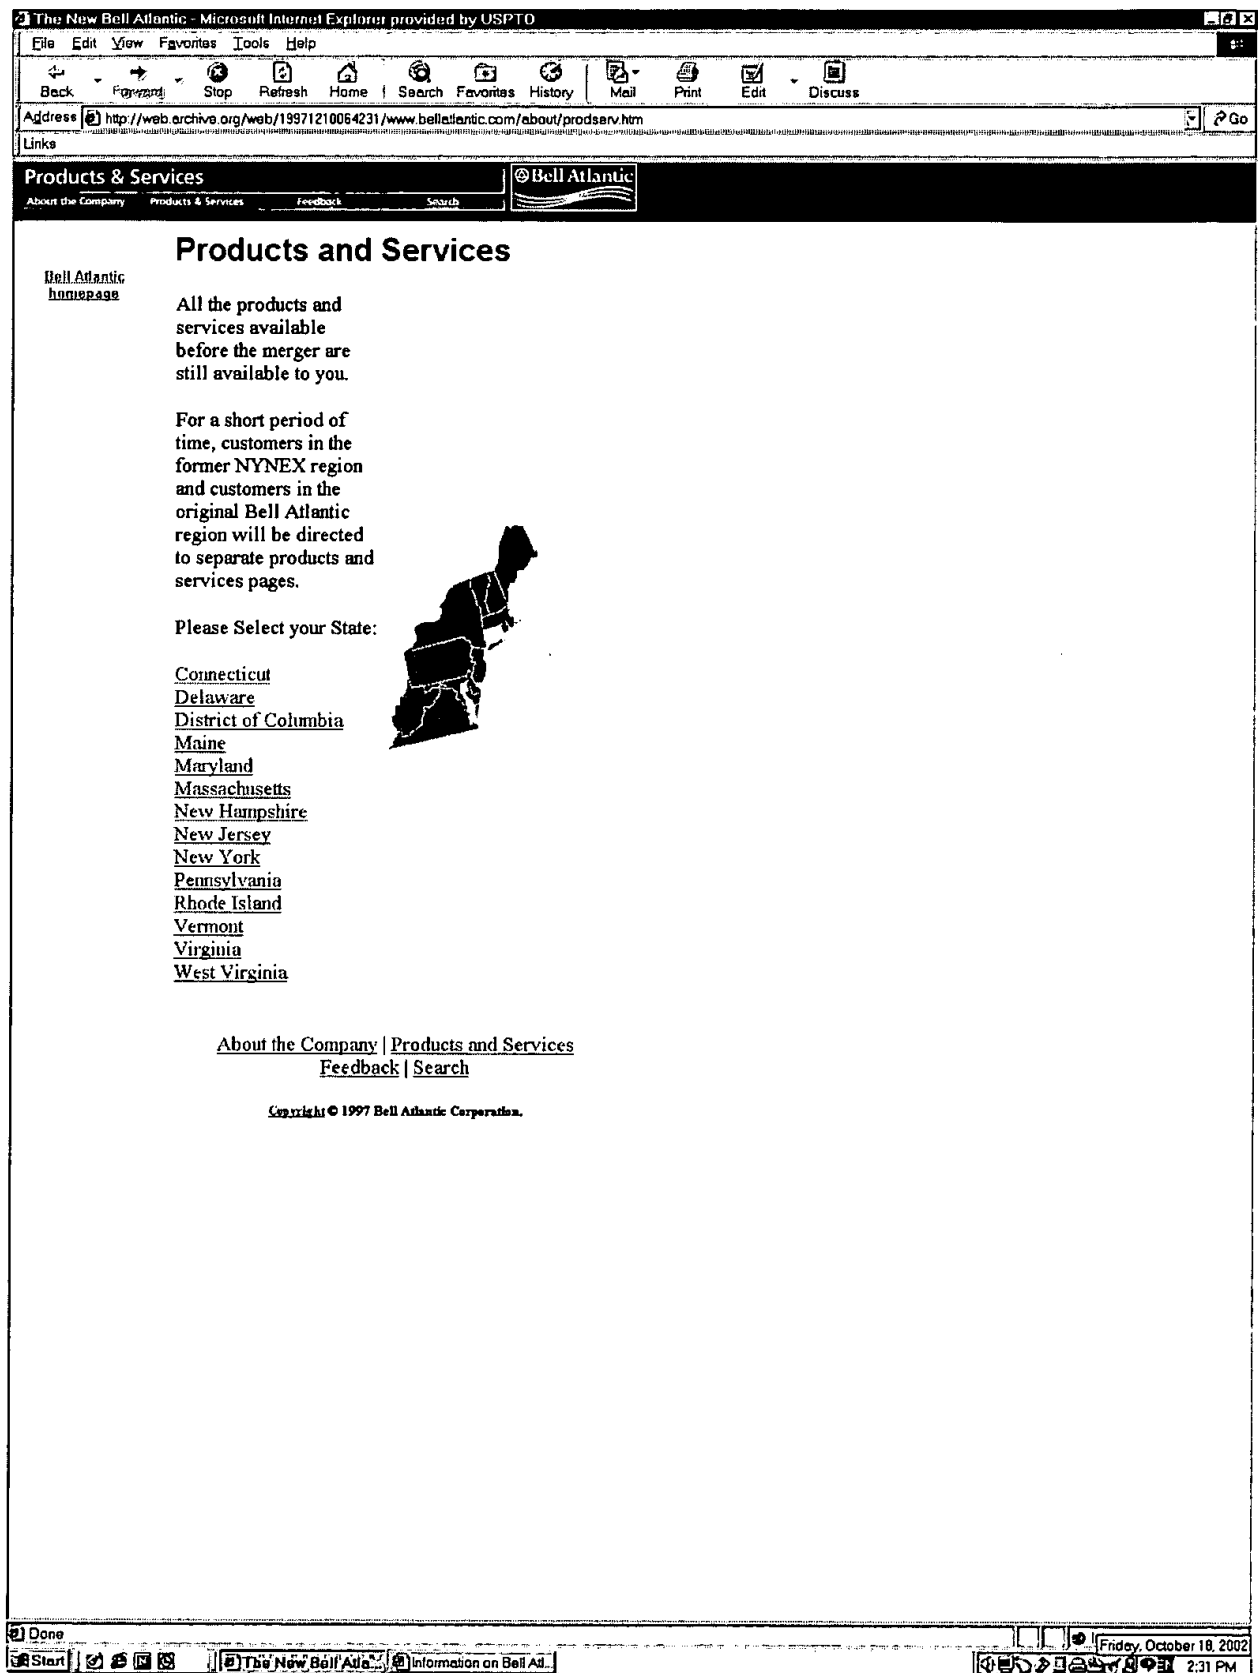 The New Bell Atlantic - Microsoft Internet Explorer provided by USPTO
File Edit View Favorites Tools Help
Back Forward Stop Refresh Home Search Favorites History Mail Print Edit Discuss
Address http://web.archive.org/web/19971210064231/www.bellatlantic.com/about/prodserv.htm Go
Links
Products & Services
Bell Atlantic
About the Company Products & Services Feedback Search
Products and Services
Bell Atlantic
homepage
All the products and
services available
before the merger are
still available to you.
For a short period of
time, customers in the
former NYNEX region
and customers in the
original Bell Atlantic
region will be directed
to separate products and
services pages.
Please Select your State:
Connecticut
Delaware
District of Columbia
Maine
Maryland
Massachusetts
New Hampshire
New Jersey
New York
Pennsylvania
Rhode Island
Vermont
Virginia
West Virginia
About the Company | Products and Services
Feedback | Search
Copyright © 1997 Bell Atlantic Corporation.
Done
Friday, October 18, 2002
Start The New Bell Atla... Information on Bell Atl... 2:31 PM